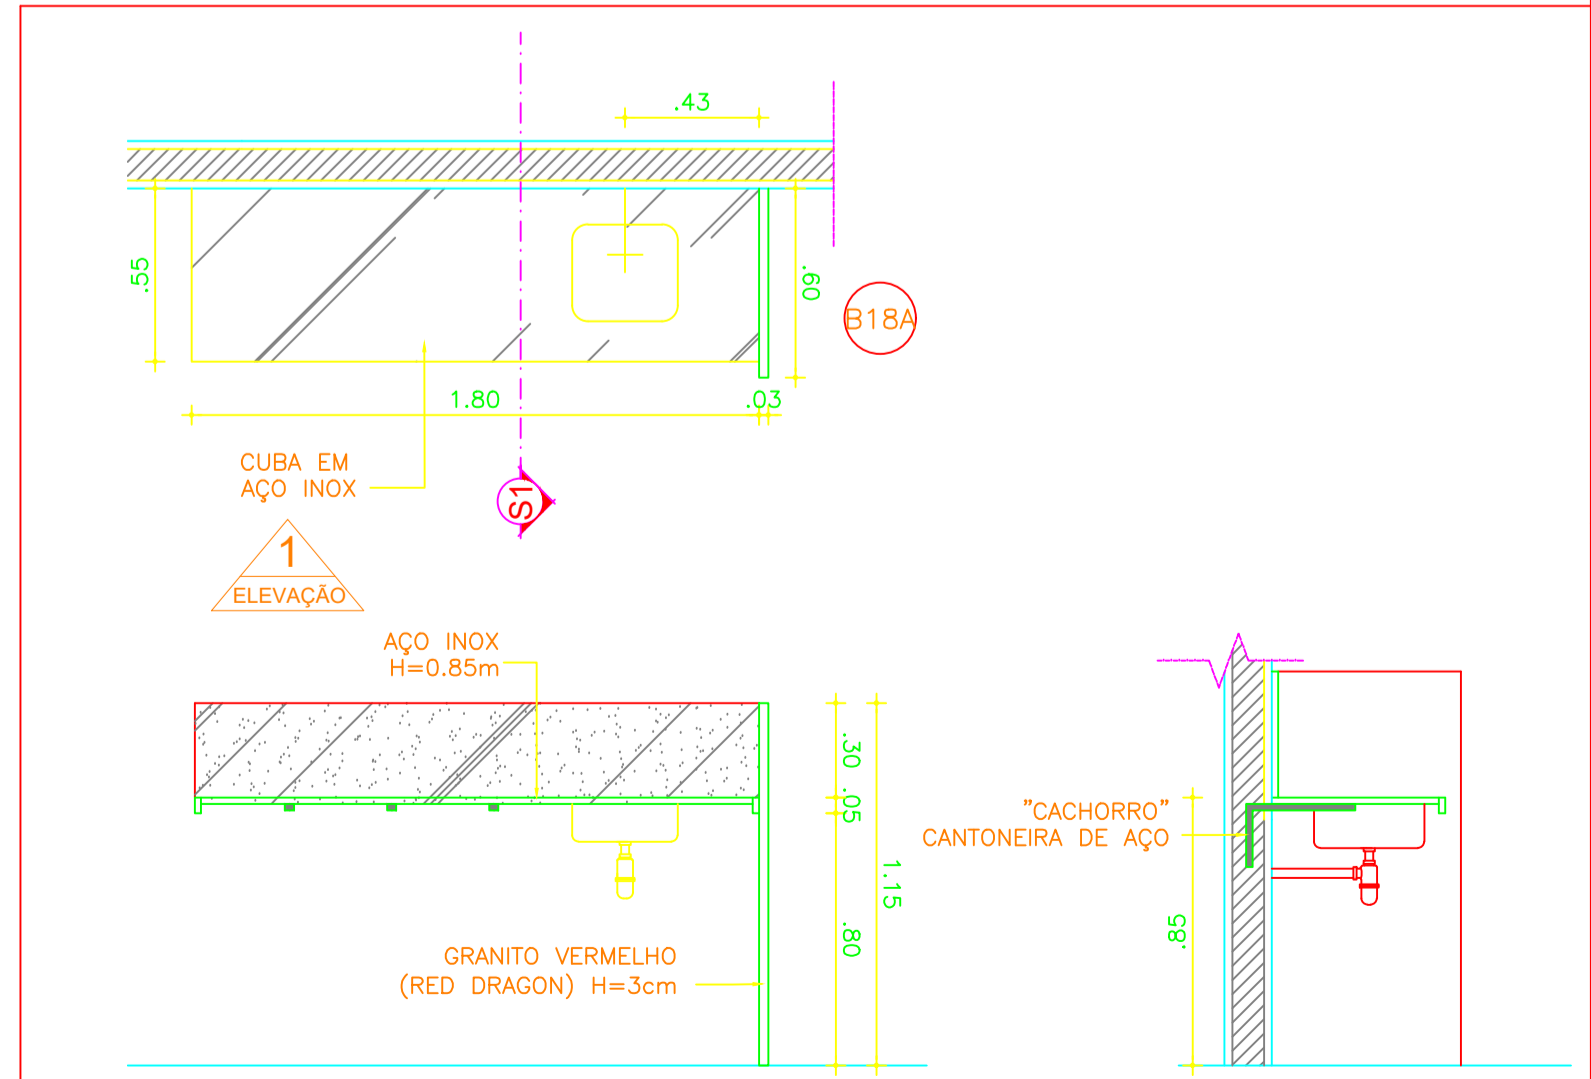 .43
.55
.60
B18A
1.80
.03
CUBA EM
AÇO INOX
S1
1
ELEVAÇÃO
AÇO INOX
H=0.85m
.30
.05
1.15
.80
"CACHORRO"
CANTONEIRA DE AÇO
.85
GRANITO VERMELHO
(RED DRAGON) H=3cm